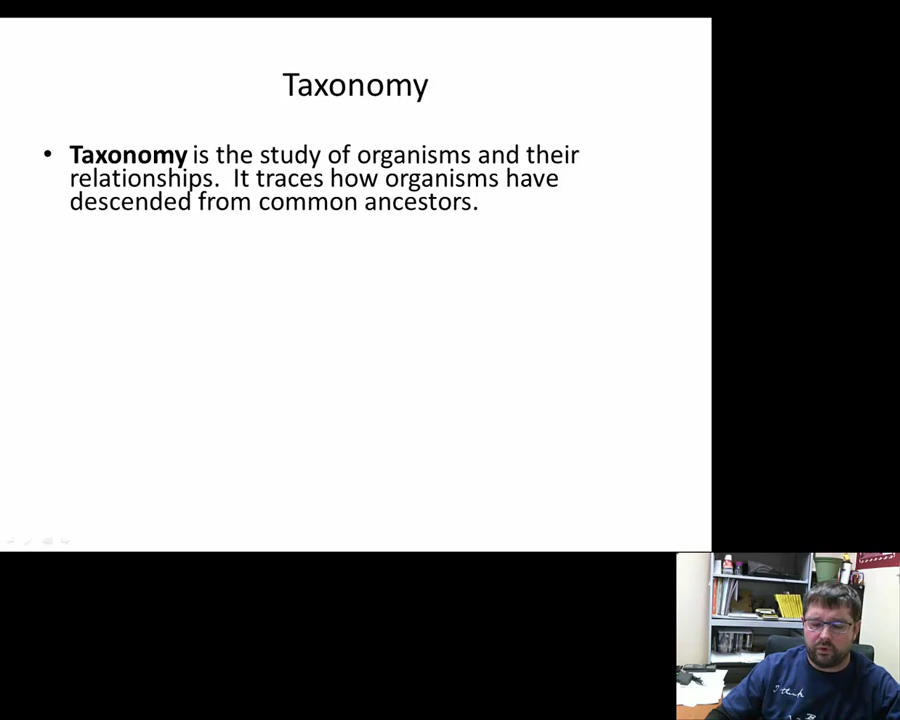 Taxonomy
• Taxonomy is the study of organisms and their
relationships.  It traces how organisms have
descended from common ancestors.
I think